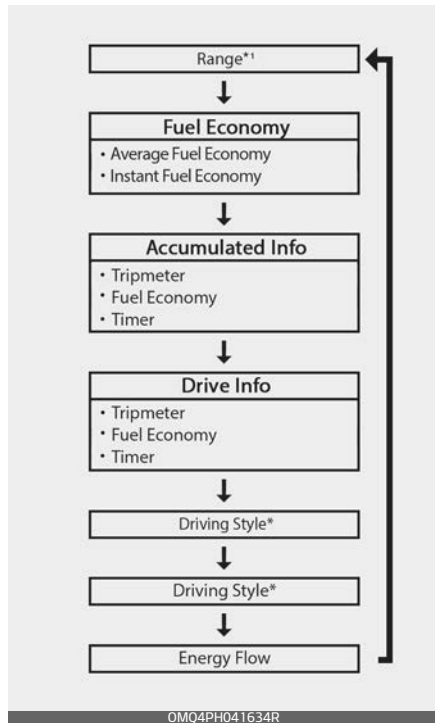 Range*¹
Fuel Economy
• Average Fuel Economy
• Instant Fuel Economy
Accumulated Info
• Tripmeter
• Fuel Economy
• Timer
Drive Info
• Tripmeter
• Fuel Economy
• Timer
Driving Style*
Driving Style*
Energy Flow
OMQ4PH041634R